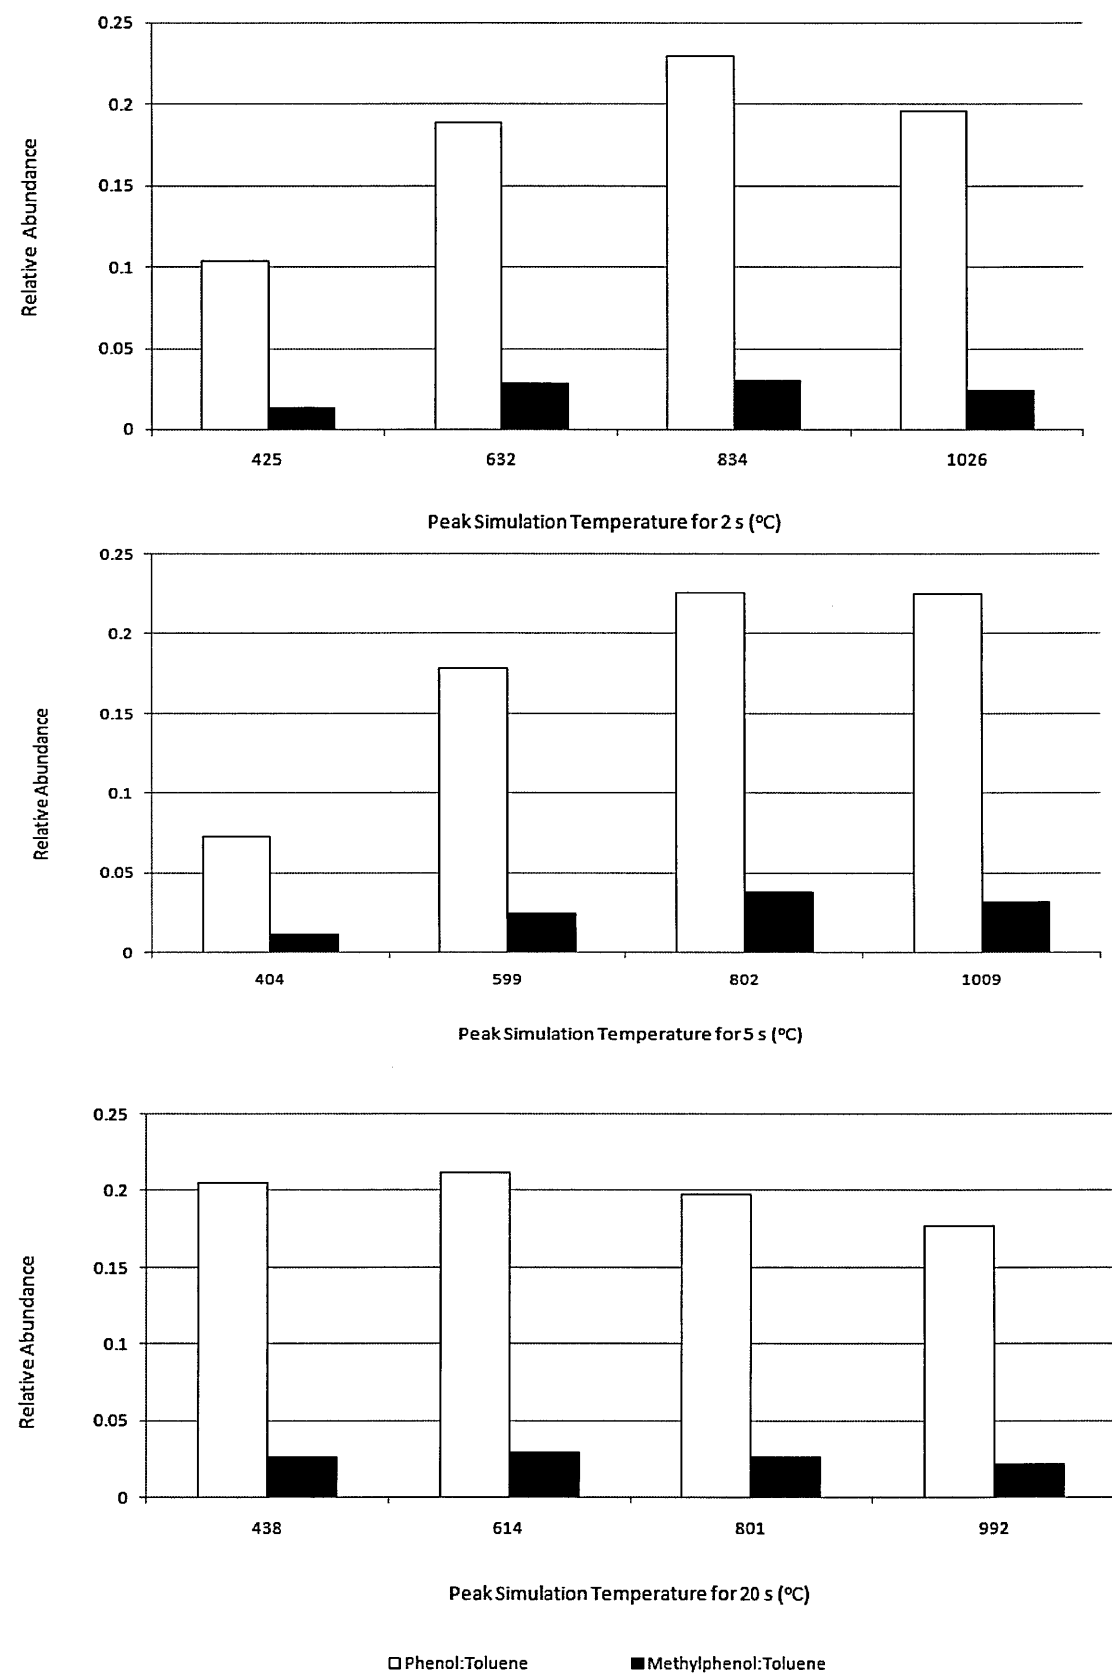 0.25
0.2
0.15
0.1
0.05
0
Relative Abundance
425 632 834 1026
Peak Simulation Temperature for 2 s (°C)
0.25
0.2
0.15
0.1
0.05
0
Relative Abundance
404 599 802 1009
Peak Simulation Temperature for 5 s (°C)
0.25
0.2
0.15
0.1
0.05
0
Relative Abundance
438 614 801 992
Peak Simulation Temperature for 20 s (°C)
Phenol:Toluene Methylphenol:Toluene